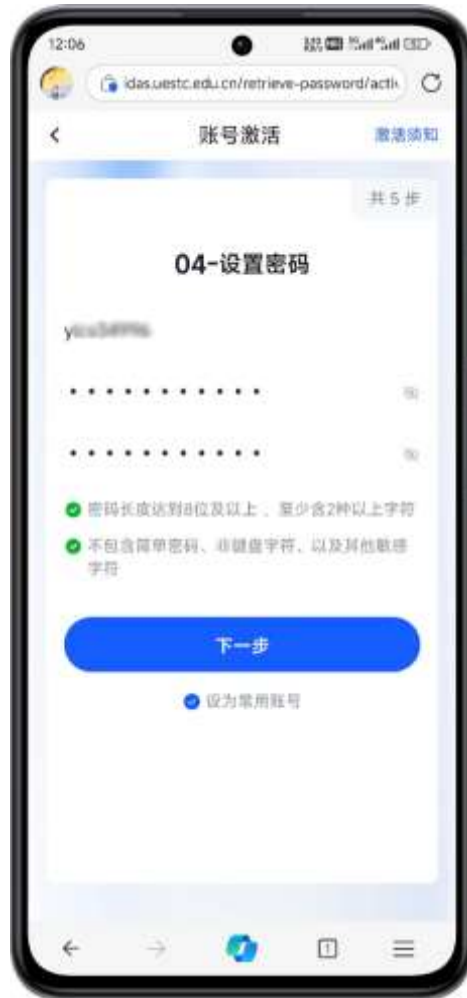 12:06
idas.uestc.edu.cn/retrieve-password/activ
账号激活
激活须知
共 5 步
04-设置密码
密码长度达到8位及以上 ，至少含2种以上字符
不包含简单密码、非键盘字符、以及其他敏感
字符
下一步
设为常用账号
1